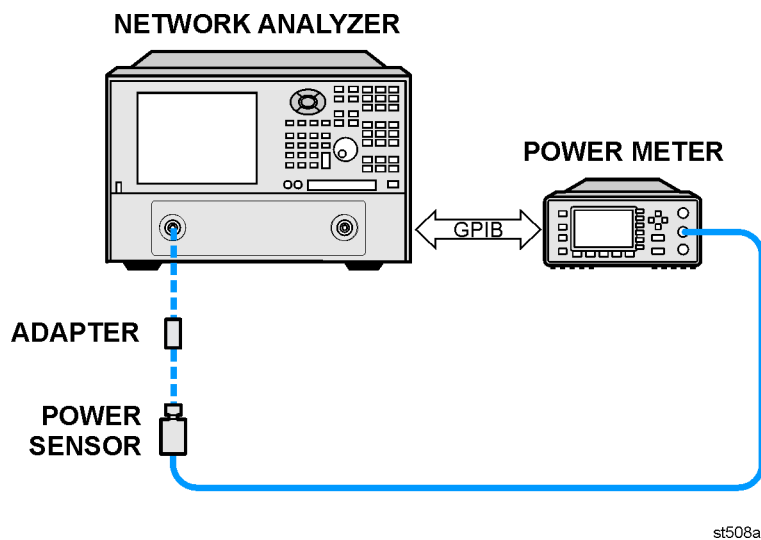 NETWORK ANALYZER
POWER METER
GPIB
ADAPTER
POWER
SENSOR
st508a